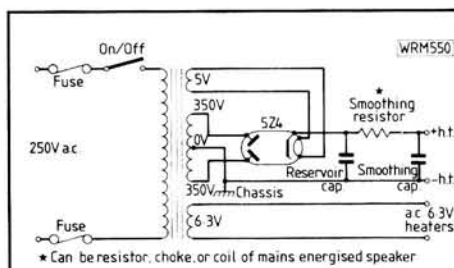 On/Off
WRM550
Fuse
5V
350V
5Z4
★
Smoothing
resistor
+h.t.
0V
250V a.c.
Reservoir
cap
Smoothing
cap
-h.t.
350V
Chassis
6·3V
a.c. 6·3V
heaters
Fuse
★ Can be resistor, choke, or coil of mains energised speaker